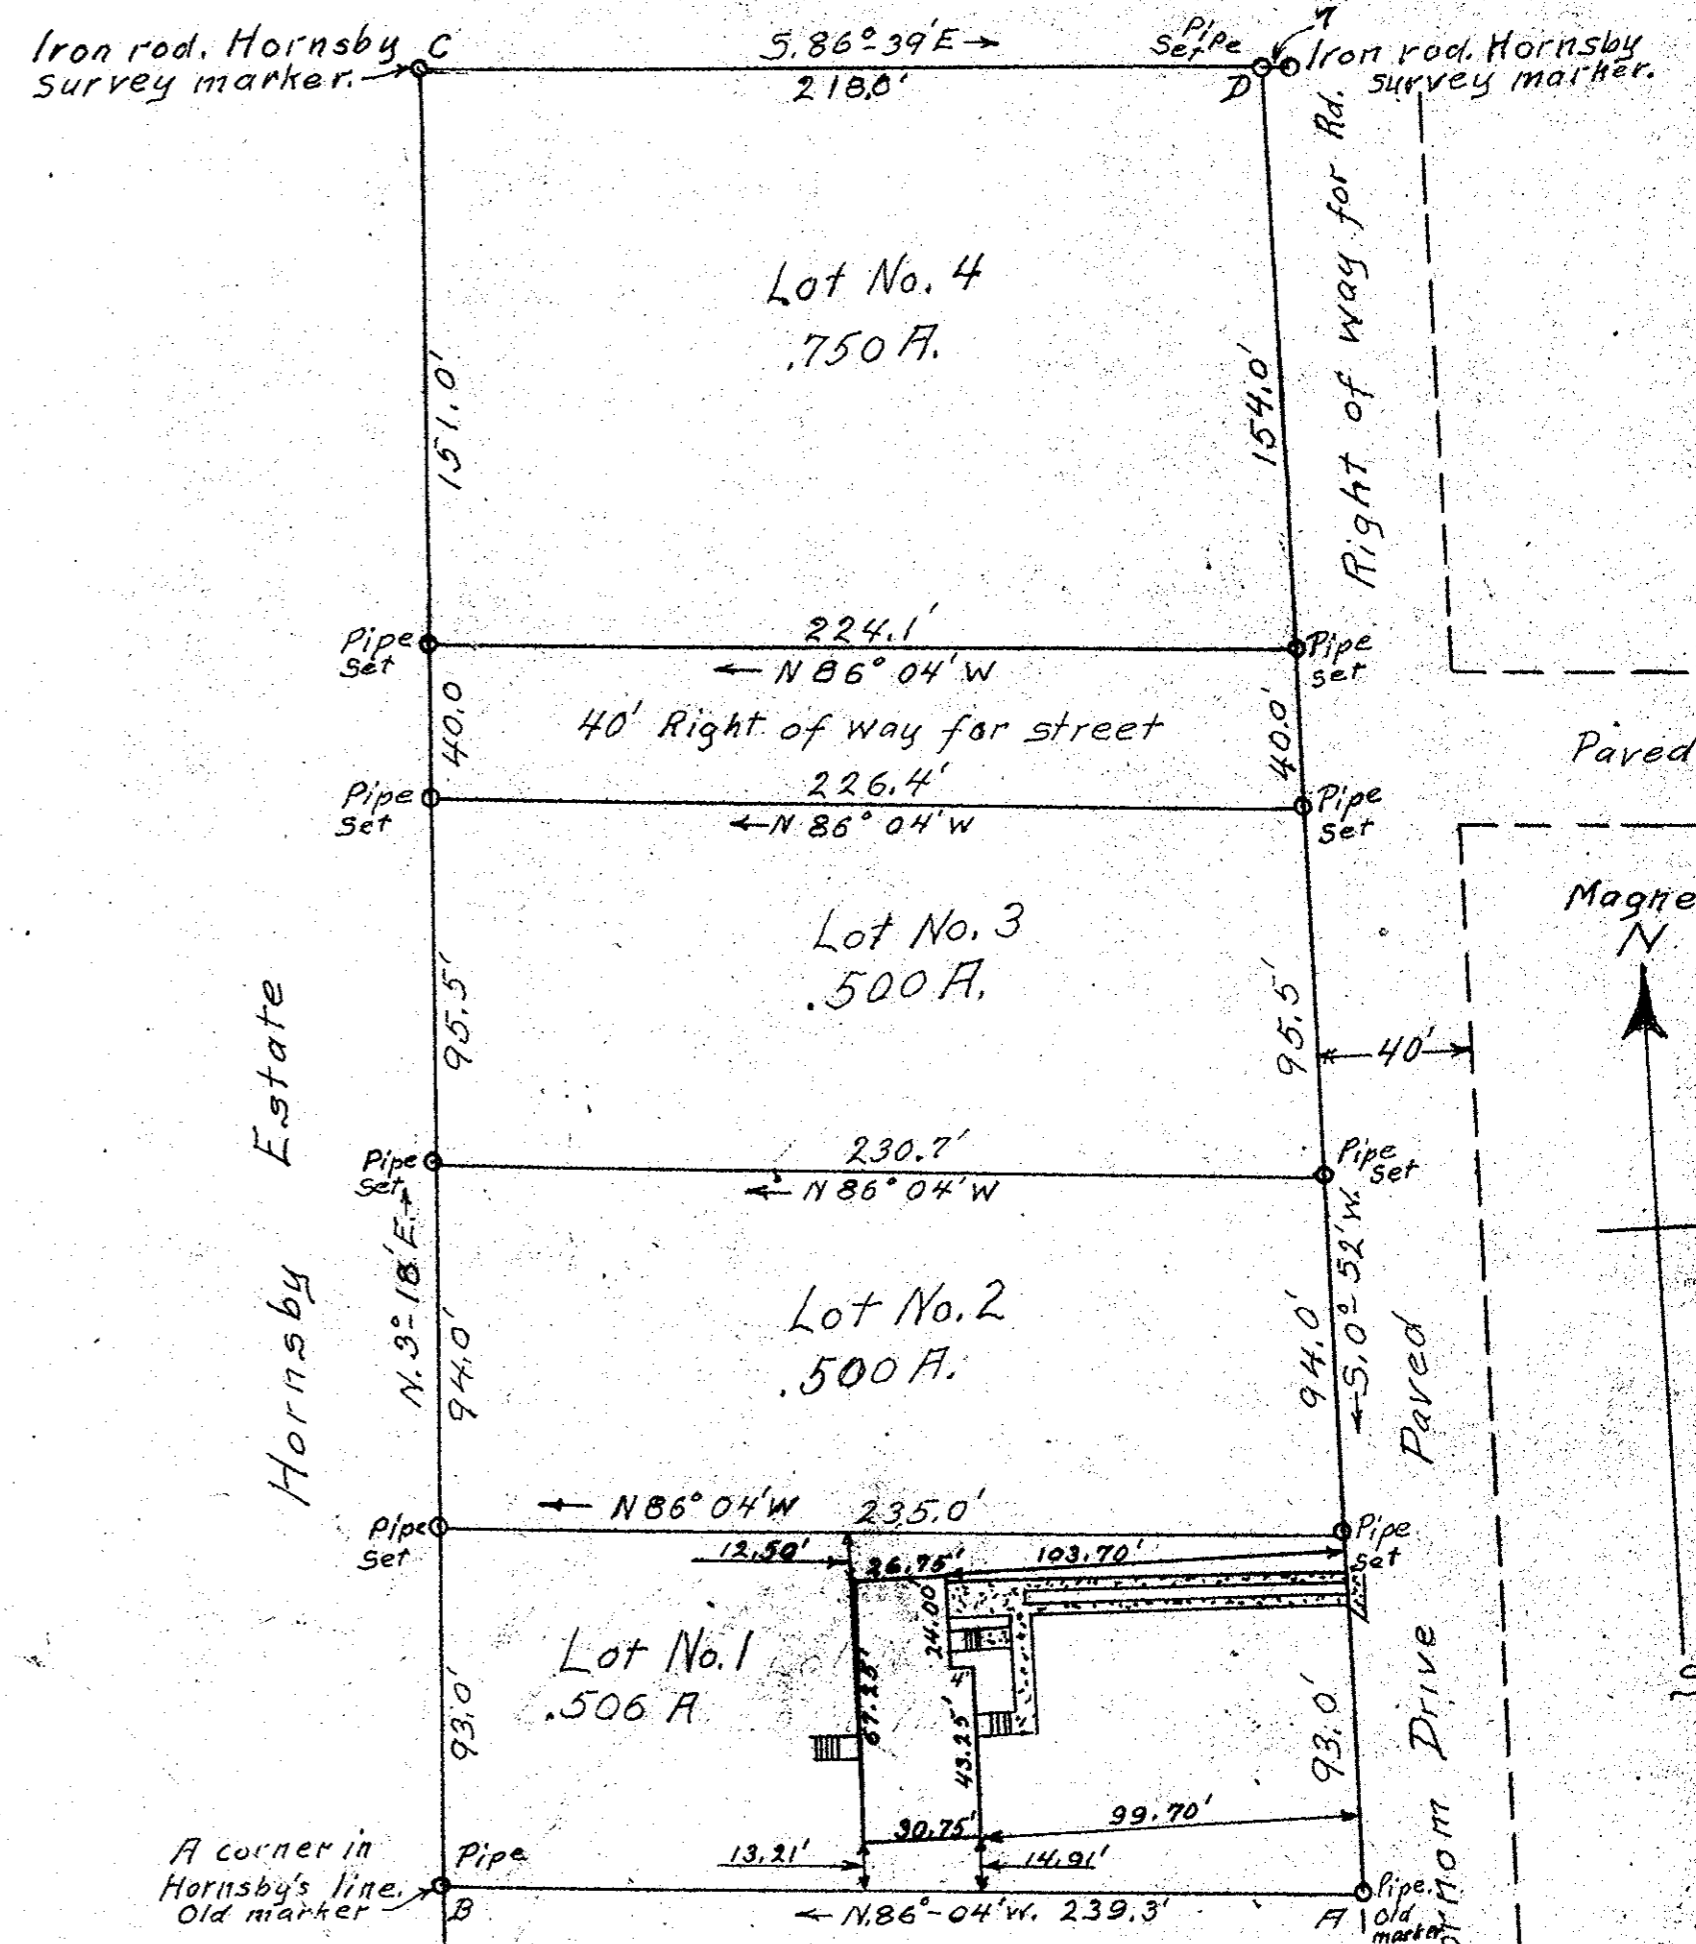 Iron rod. Hornsby
survey marker.
C
S. 86°-39' E
218.0'
Pipe
Set
7
D
Iron rod. Hornsby
survey marker.
Right of way for Rd.
Lot No. 4
.750 A.
151.0'
154.0'
Pipe
Set
224.1'
N 86° 04' W
Pipe
Set
40.0
40' Right of way for street
40.0'
Paved
Pipe
Set
226.4'
N 86° 04' W
Pipe
Set
Magne
N
Lot No. 3
.500 A.
95.5'
95.5'
40'
Hornsby Estate
Pipe
Set
230.7'
N 86° 04' W
Pipe
Set
N. 3°-18' E.
94.0'
Lot No. 2
.500 A.
94.0'
S. 0°-52' W.
Paved Drive
Pipe
Set
N 86° 04' W 235.0'
Pipe
Set
12.50'
26.75'
103.70'
24.00'
Lot No. 1
.506 A
93.0'
67.25'
4'
43.25'
93.0'
30.75'
99.70'
13.21'
14.91'
A corner in
Hornsby's line.
Old marker
Pipe
B
N. 86°-04' W. 239.3'
A
Pipe.
Old
marker